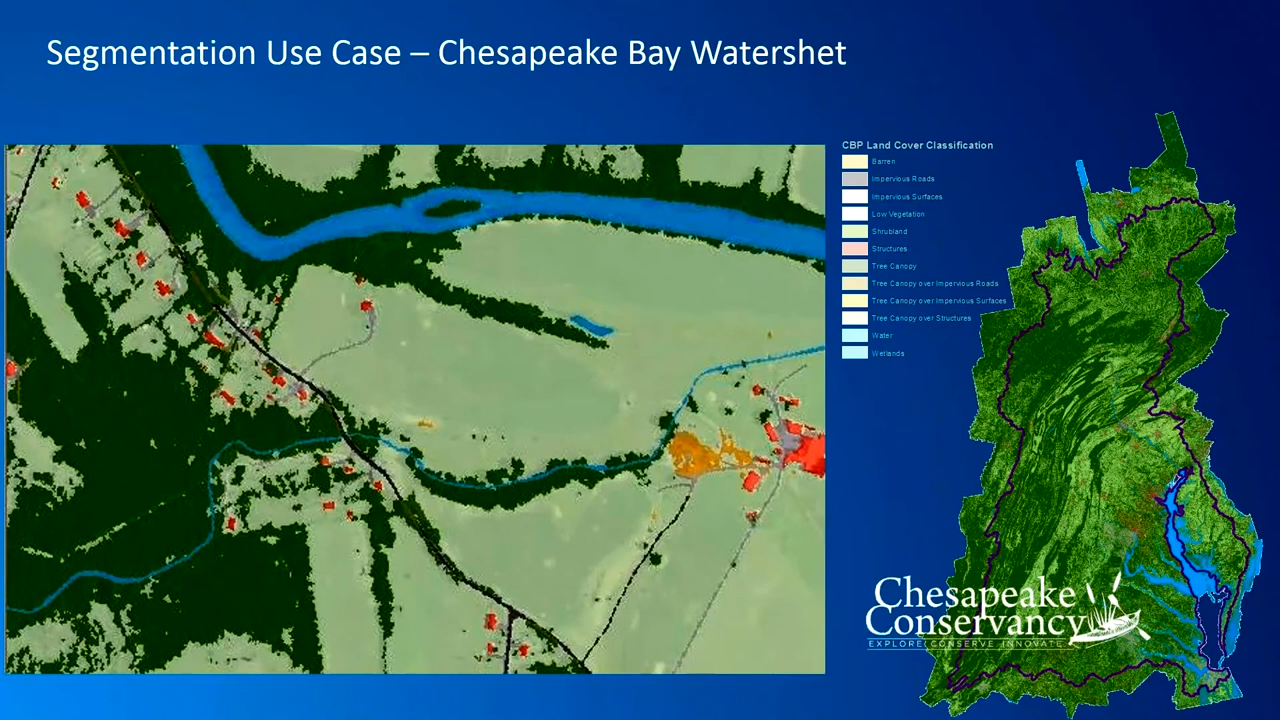 Segmentation Use Case – Chesapeake Bay Watershet
CBP Land Cover Classification
Barren
Impervious Roads
Impervious Surfaces
Low Vegetation
Shrubland
Structures
Tree Canopy
Tree Canopy over Impervious Roads
Tree Canopy over Impervious Surfaces
Tree Canopy over Structures
Water
Wetlands
Chesapeake
Conservancy
EXPLORE CONSERVE INNOVATE